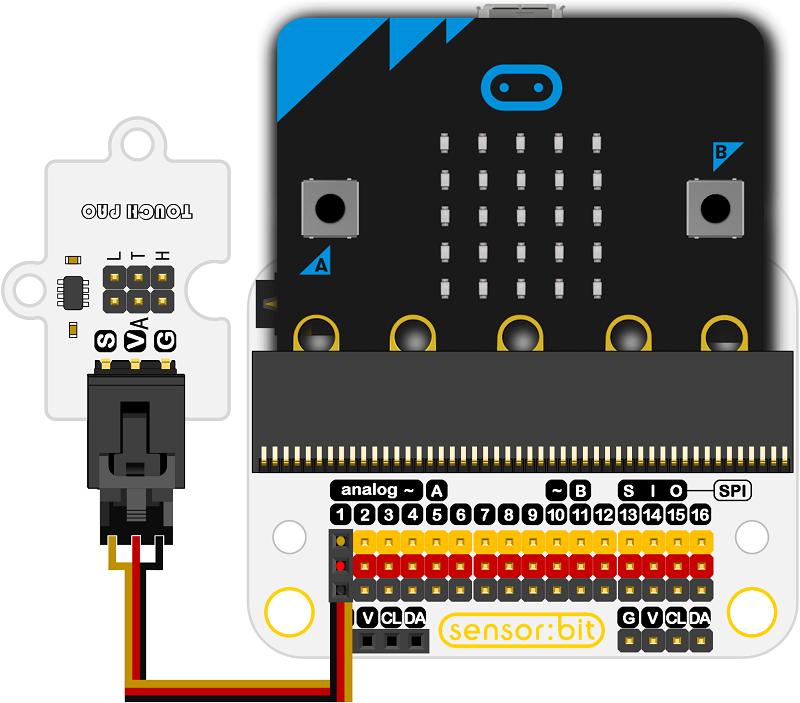 B
TOUCH PAD
L T H
A
S VA G
analog ~ A ~ B S I O SPI
1 2 3 4 5 6 7 8 9 10 11 12 13 14 15 16
V CL DA
sensor:bit
G V CL DA